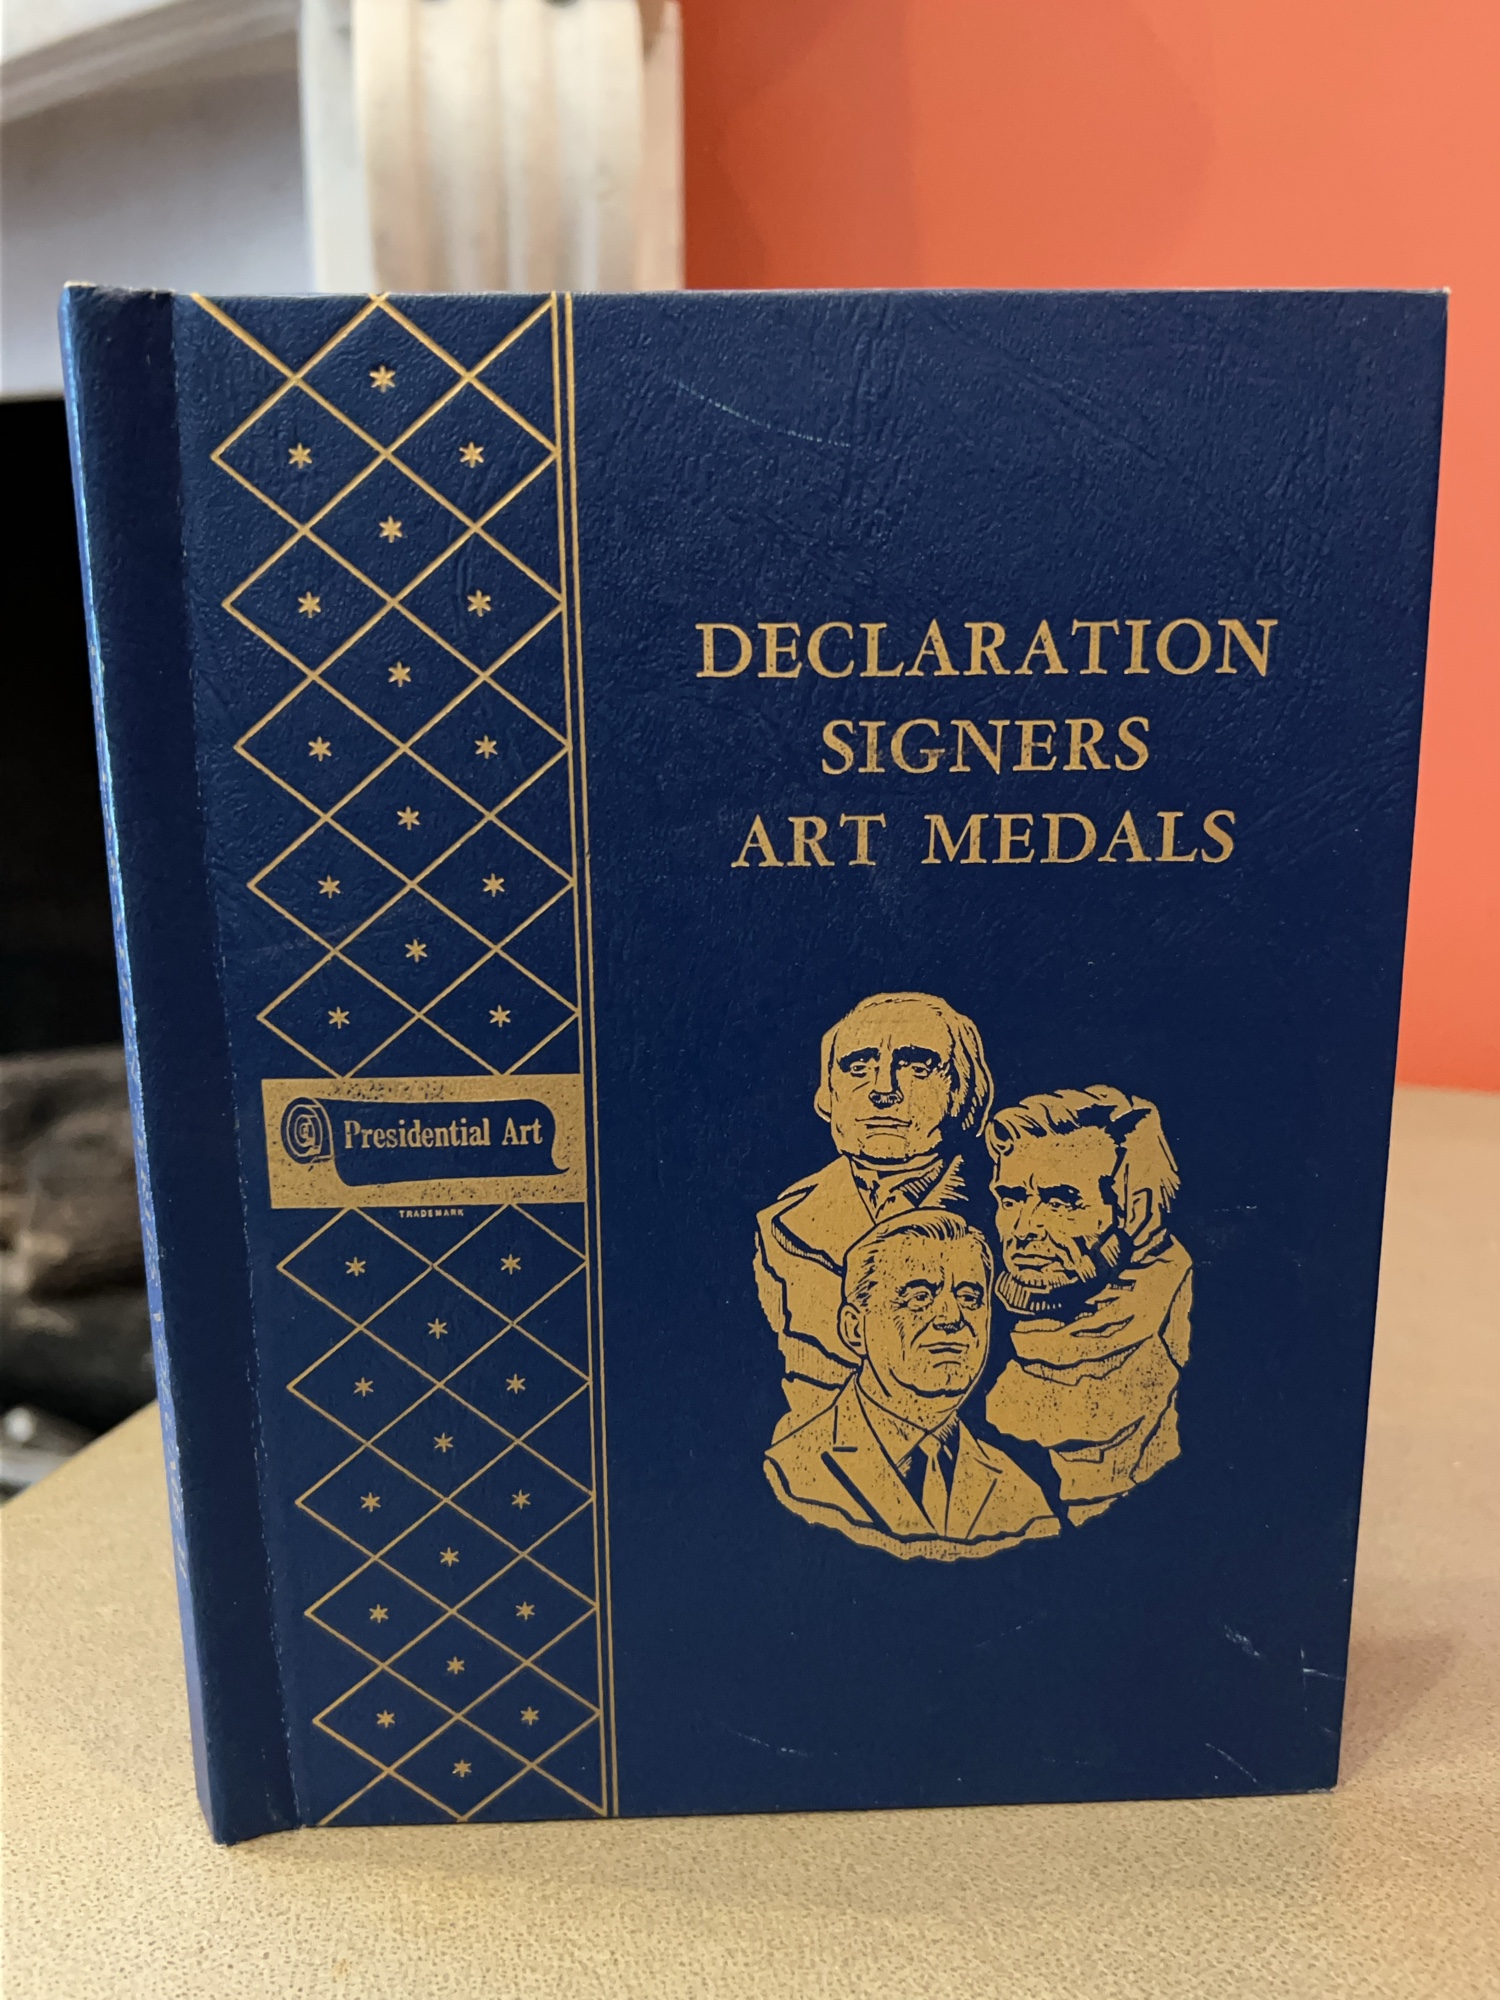 DECLARATION
SIGNERS
ART MEDALS
Presidential Art
TRADEMARK